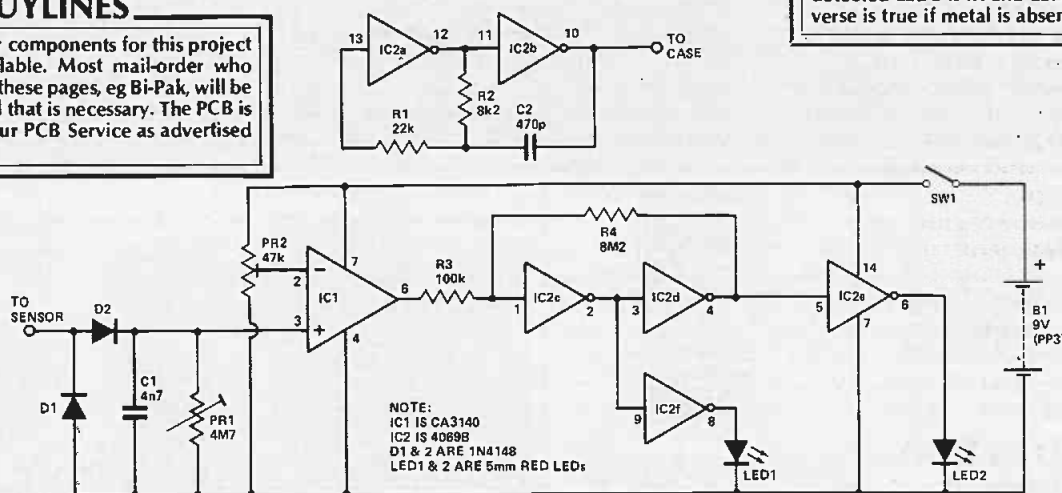 UYLINES
components for this project
lable. Most mail-order who
these pages, eg Bi-Pak, will be
that is necessary. The PCB is
ur PCB Service as advertised
verse is true if metal is absen
13
IC2a
12
11
IC2b
10
TO
CASE
R2
8k2
R1
22k
C2
470p
SW1
R4
8M2
PR2
47k
7
2
IC1
6
R3
100k
14
TO
SENSOR
D2
3
4
1
IC2c
2
3
IC2d
4
5
IC2e
6
7
+
B1
9V
(PP3)
D1
C1
4n7
PR1
4M7
9
IC2f
8
NOTE:
IC1 IS CA3140
IC2 IS 4069B
D1 & 2 ARE 1N4148
LED1 & 2 ARE 5mm RED LEDs
LED1
LED2